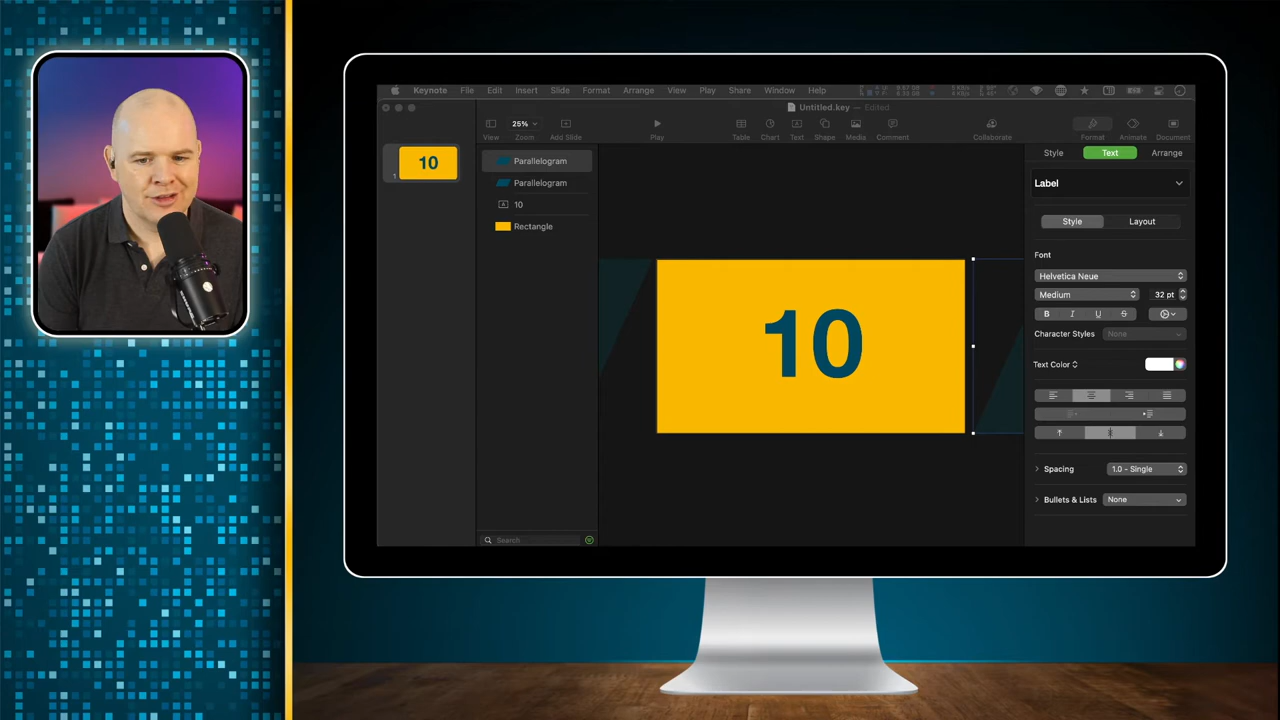 Keynote File Edit Insert Slide Format Arrange View Play Share Window Help
Untitled.key — Edited
25%
View Zoom Add Slide Play Table Chart Text Shape Media Comment Collaborate Format Animate Document
10
1
Parallelogram
Parallelogram
10
Rectangle
Search
10
Style Text Arrange
Label
Style Layout
Font
Helvetica Neue
Medium 32 pt
B I U S
Character Styles None
Text Color
Spacing 1.0 - Single
Bullets & Lists None